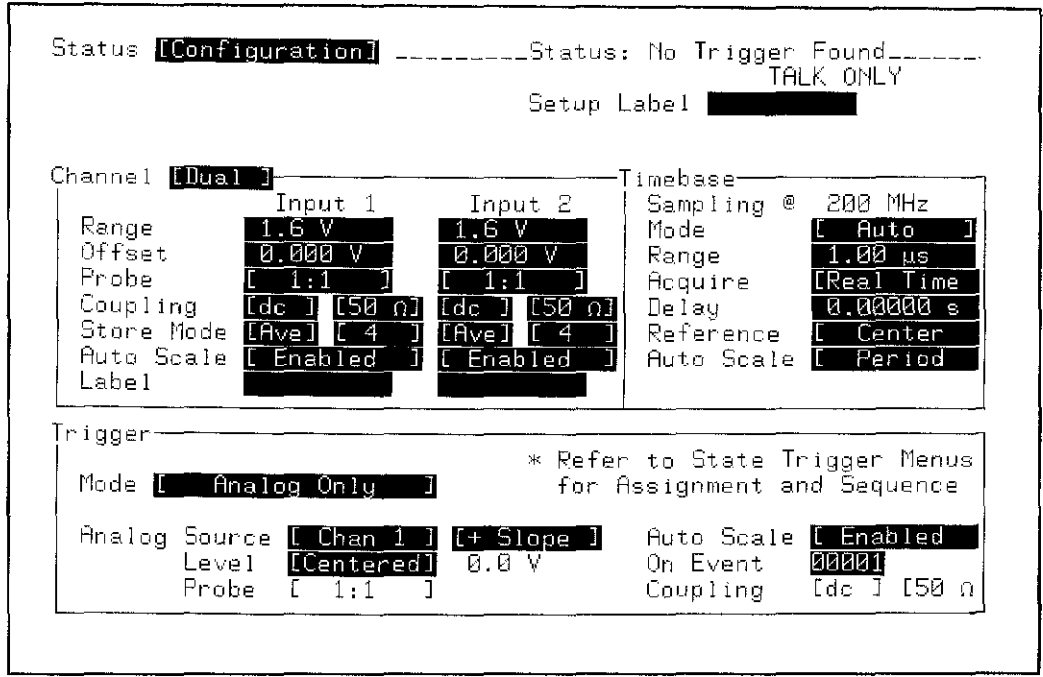 Status [Configuration] __________Status: No Trigger Found_______
TALK ONLY
Setup Label
Channel [Dual ] Timebase
Input 1 Input 2 Sampling @ 200 MHz
Range 1.6 V 1.6 V Mode [ Auto ]
Offset 0.000 V 0.000 V Range 1.00 µs
Probe [ 1:1 ] [ 1:1 ] Acquire [Real Time
Coupling [dc ] [50 Ω] [dc ] [50 Ω] Delay 0.00000 s
Store Mode [Ave] [ 4 ] [Ave] [ 4 ] Reference [ Center
Auto Scale [ Enabled ] [ Enabled ] Auto Scale [ Period
Label
Trigger
* Refer to State Trigger Menus
Mode [ Analog Only ] for Assignment and Sequence
Analog Source [ Chan 1 ] [+ Slope ] Auto Scale [ Enabled
Level [Centered] 0.0 V On Event 00001
Probe [ 1:1 ] Coupling [dc ] [50 Ω